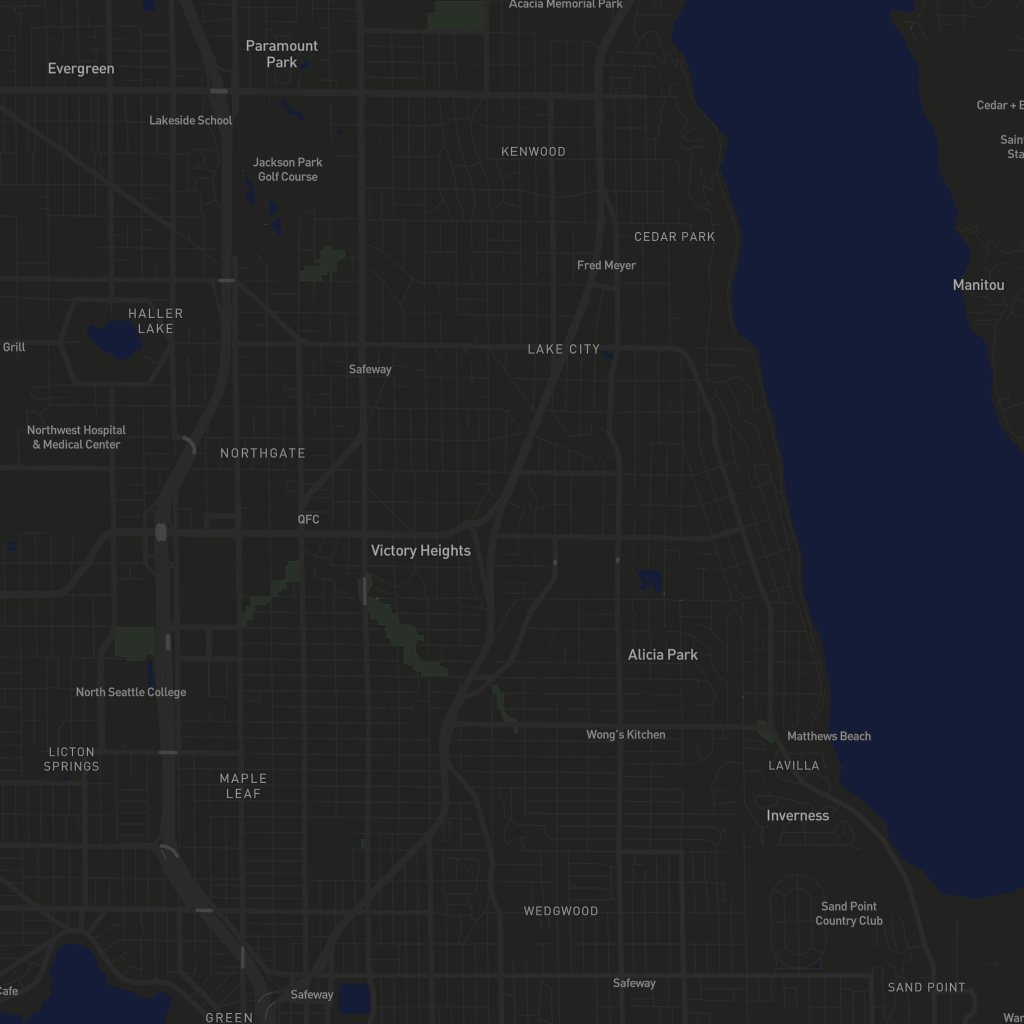 Acacia Memorial Park
Paramount
Park
Evergreen
Cedar + E
Lakeside School
Sain
Sta
KENWOOD
Jackson Park
Golf Course
CEDAR PARK
Fred Meyer
Manitou
HALLER
LAKE
Grill
LAKE CITY
Safeway
Northwest Hospital
& Medical Center
NORTHGATE
QFC
Victory Heights
Alicia Park
North Seattle College
Wong's Kitchen
Matthews Beach
LICTON
SPRINGS
LAVILLA
MAPLE
LEAF
Inverness
WEDGWOOD
Sand Point
Country Club
Safeway
SAND POINT
Cafe
Safeway
GREEN
War